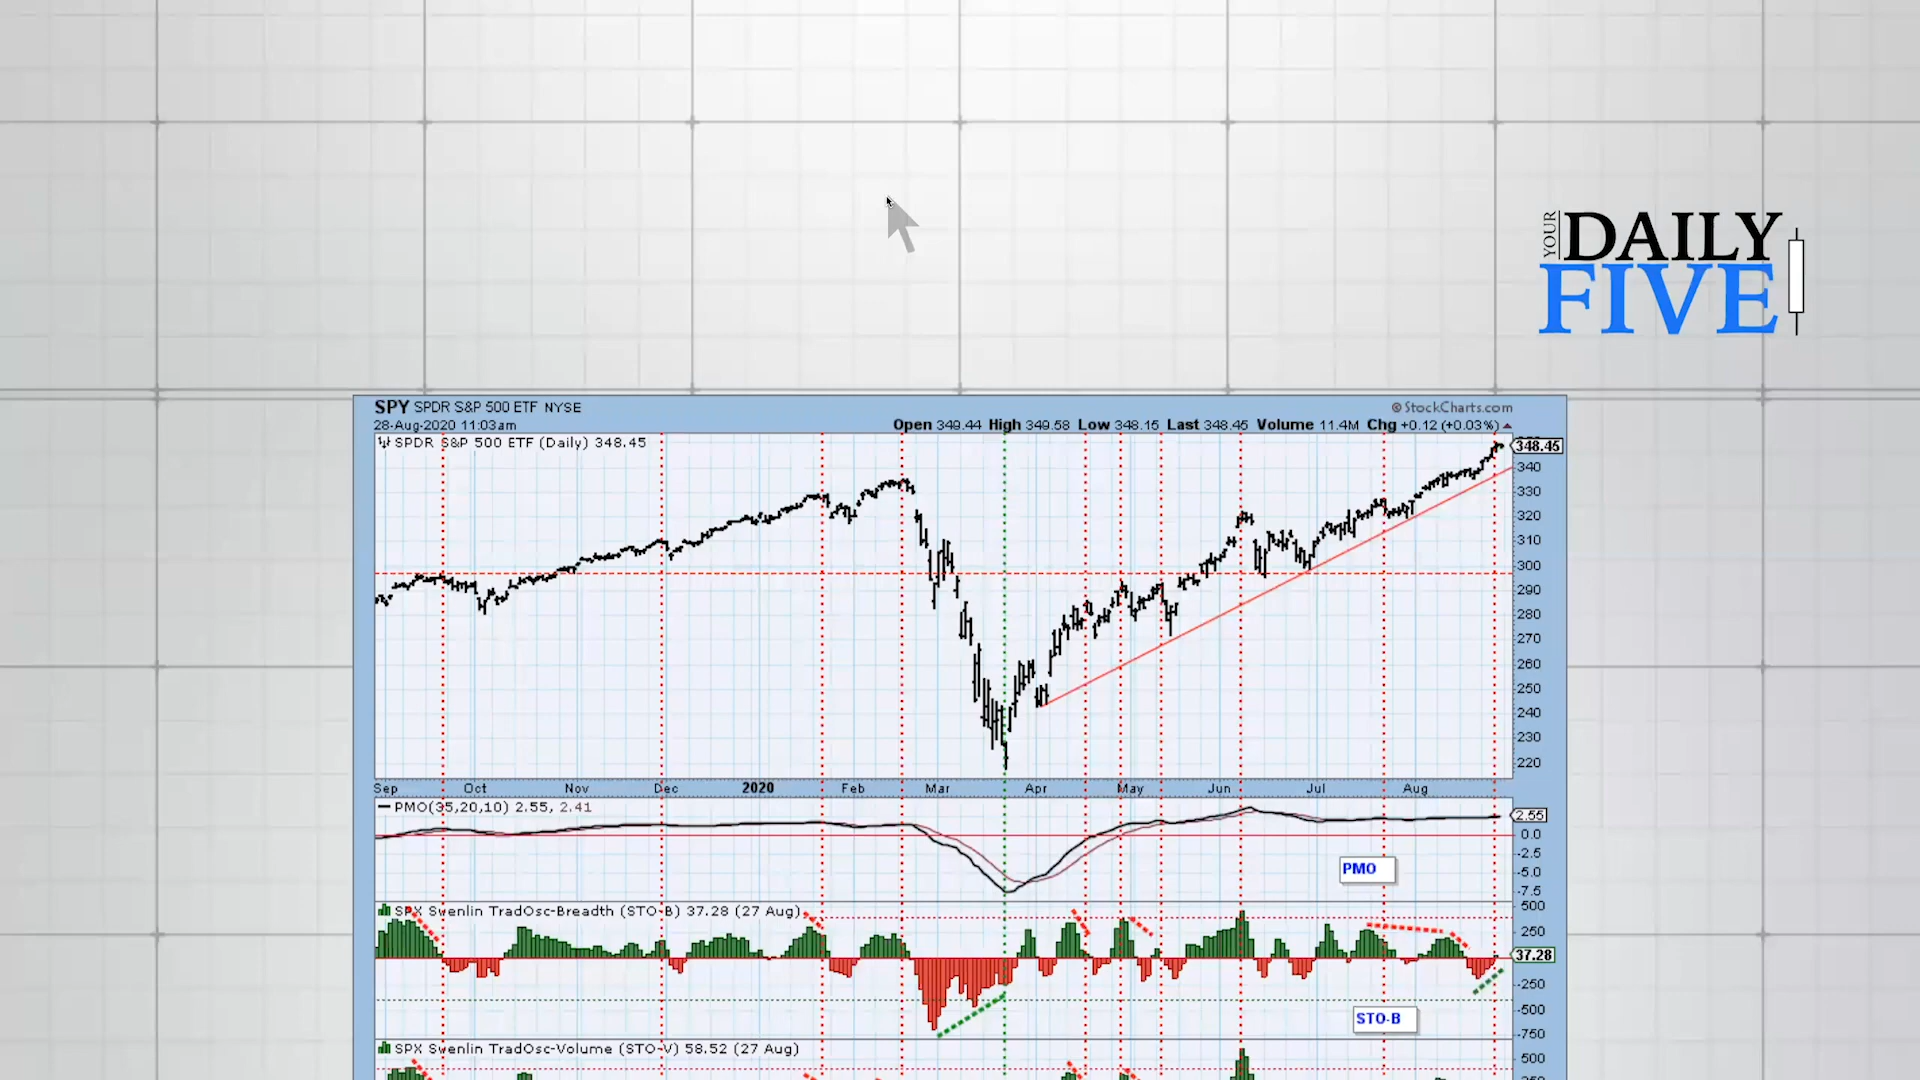 YOUR DAILY
FIVE
SPY SPDR S&P 500 ETF NYSE
© StockCharts.com
28-Aug-2020 11:03am
Open 349.44 High 349.58 Low 348.15 Last 348.45 Volume 11.4M Chg +0.12 (+0.03%)
SPDR S&P 500 ETF (Daily) 348.45
348.45
340
330
320
310
300
290
280
270
260
250
240
230
220
Sep Oct Nov Dec 2020 Feb Mar Apr May Jun Jul Aug
PMO(35,20,10) 2.55, 2.41
2.55
0.0
-2.5
-5.0
-7.5
PMO
SPX Swenlin TradOsc-Breadth (STO-B) 37.28 (27 Aug)
500
250
37.28
-250
-500
-750
STO-B
SPX Swenlin TradOsc-Volume (STO-V) 58.52 (27 Aug)
500